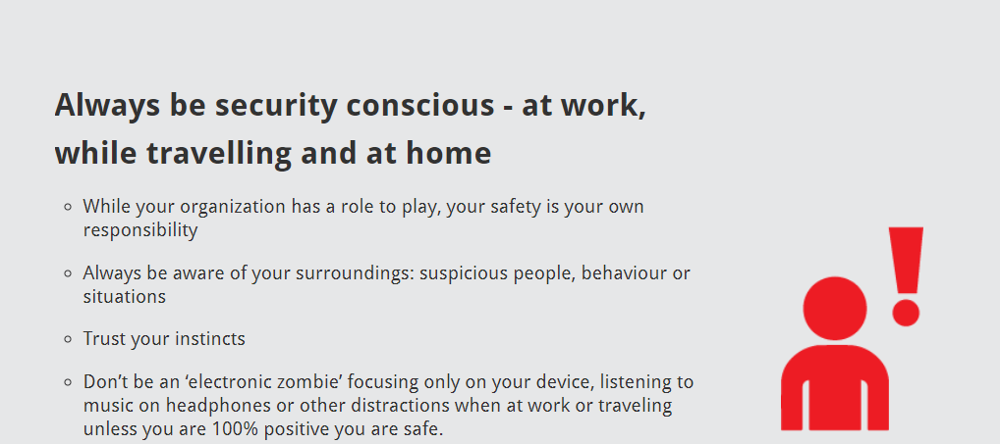 Always be security conscious - at work,
while travelling and at home
While your organization has a role to play, your safety is your own
responsibility
Always be aware of your surroundings: suspicious people, behaviour or
situations
Trust your instincts
Don’t be an ‘electronic zombie’ focusing only on your device, listening to
music on headphones or other distractions when at work or traveling
unless you are 100% positive you are safe.